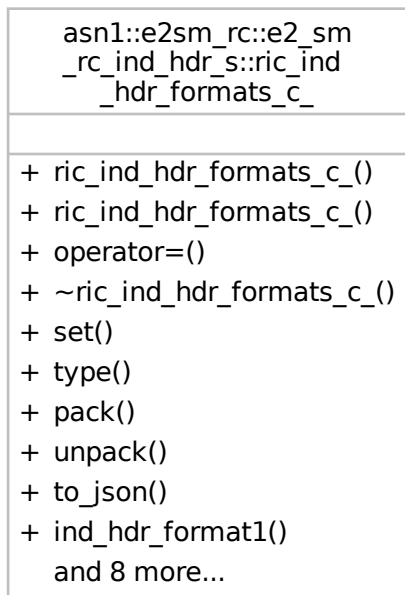 asn1::e2sm_rc::e2_sm
_rc_ind_hdr_s::ric_ind
_hdr_formats_c_
+ ric_ind_hdr_formats_c_()
+ ric_ind_hdr_formats_c_()
+ operator=()
+ ~ric_ind_hdr_formats_c_()
+ set()
+ type()
+ pack()
+ unpack()
+ to_json()
+ ind_hdr_format1()
and 8 more...